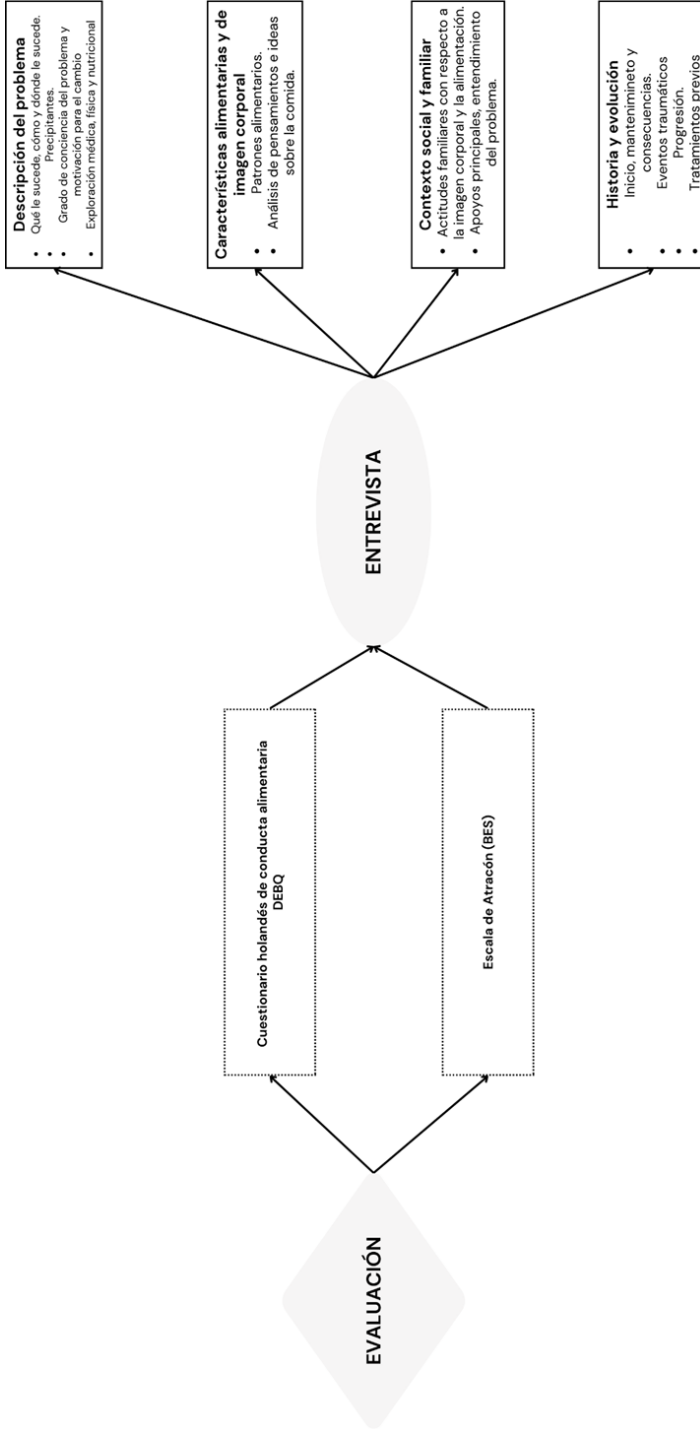 EVALUACIÓN
Cuestionario holandés de conducta alimentaria
DEBQ
Escala de Atracón (BES)
ENTREVISTA
Descripción del problema
• Qué le sucede, cómo y dónde le sucede.
• Precipitantes.
• Grado de conciencia del problema y
motivación para el cambio
• Exploración médica, física y nutricional
Características alimentarias y de
imagen corporal
• Patrones alimentarios.
• Análisis de pensamientos e ideas
sobre la comida.
Contexto social y familiar
• Actitudes familiares con respecto a
la imagen corporal y la alimentación.
• Apoyos principales, entendimiento
del problema.
Historia y evolución
• Inicio, mantenimineto y
consecuencias.
• Eventos traumáticos
• Progresión.
• Tratamientos previos